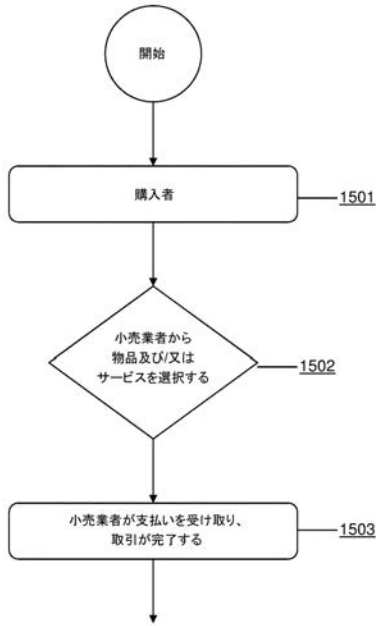 開始
購入者
1501
小売業者から
物品及び/又は
サービスを選択する
1502
小売業者が支払いを受け取り、
取引が完了する
1503